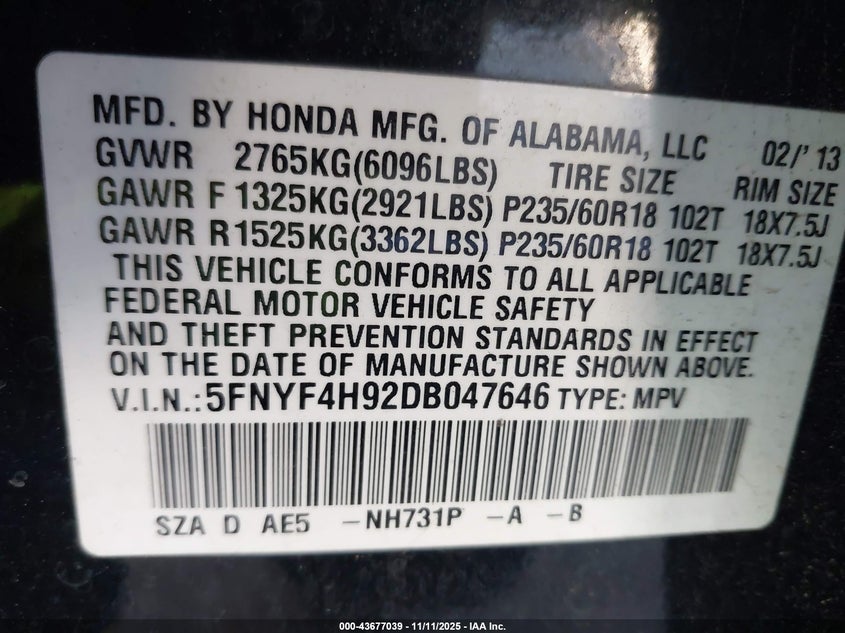 MFD. BY HONDA MFG. OF ALABAMA, LLC 02/'13
GVWR 2765KG(6096LBS) TIRE SIZE RIM SIZE
GAWR F 1325KG(2921LBS) P235/60R18 102T 18X7.5J
GAWR R1525KG(3362LBS) P235/60R18 102T 18X7.5J
THIS VEHICLE CONFORMS TO ALL APPLICABLE
FEDERAL MOTOR VEHICLE SAFETY
AND THEFT PREVENTION STANDARDS IN EFFECT
ON THE DATE OF MANUFACTURE SHOWN ABOVE.
V.I.N.:5FNYF4H92DB047646 TYPE: MPV
SZA D AE5 -NH731P -A -B
000-43677039 - 11/11/2025 - IAA Inc.